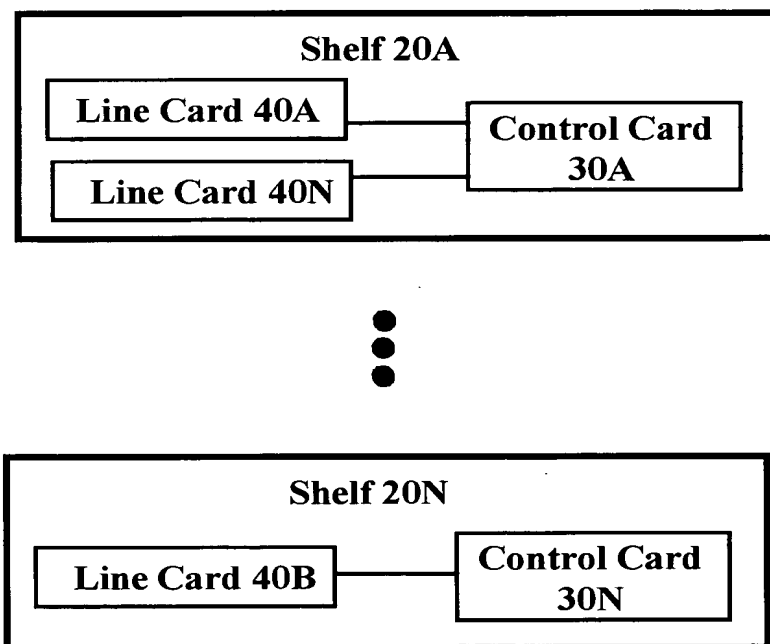 Shelf 20A
Line Card 40A
Control Card
30A
Line Card 40N
Shelf 20N
Line Card 40B
Control Card
30N